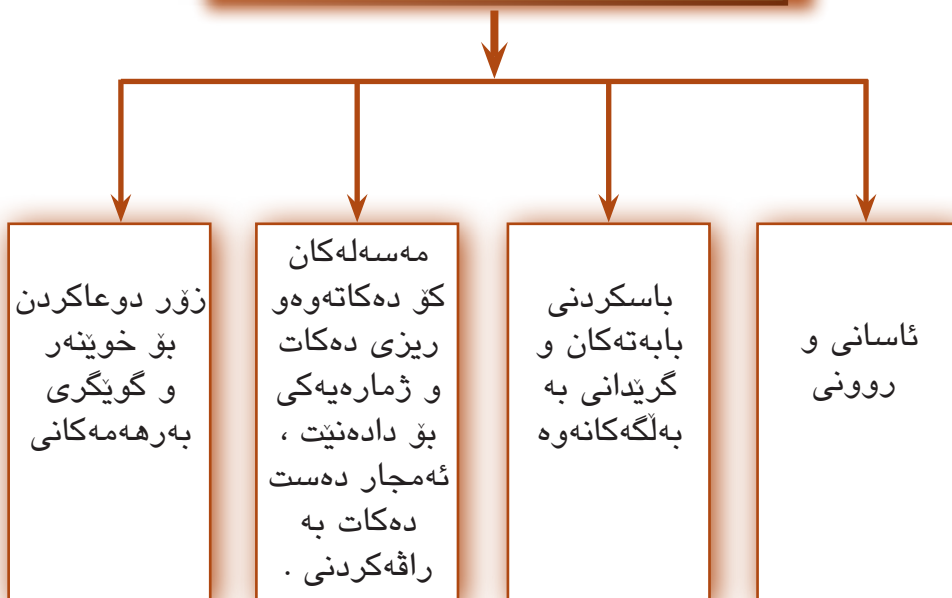 ئاسانی و
روونی
باسکردنی
بابەتەکان و
گرێدانی بە
بەڵگەکانەوە
مەسەلەکان
کۆ دەکاتەوەو
ریزی دەکات
و ژمارەیەکی
بۆ دادەنێت ،
ئەمجار دەست
دەکات بە
راڤەکردنی .
زۆر دوعاکردن
بۆ خوێنەر
و گوێگری
بەرهەمەکانی